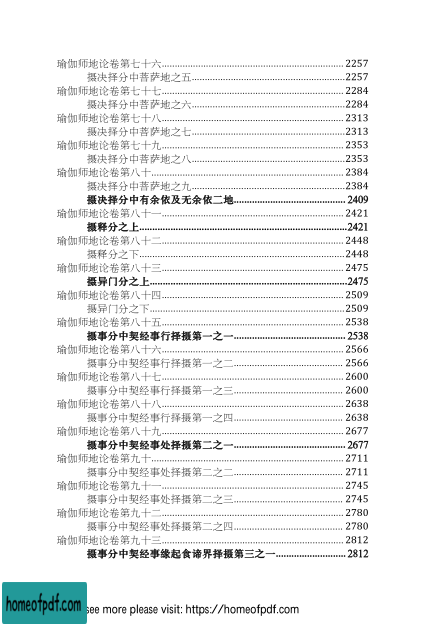 瑜伽师地论卷第七十六........................................................ 2257
摄决择分中菩萨地之五................................................2257
瑜伽师地论卷第七十七........................................................ 2284
摄决择分中菩萨地之六................................................2284
瑜伽师地论卷第七十八........................................................ 2313
摄决择分中菩萨地之七................................................2313
瑜伽师地论卷第七十九........................................................ 2353
摄决择分中菩萨地之八................................................2353
瑜伽师地论卷第八十............................................................ 2384
摄决择分中菩萨地之九................................................2384
摄决择分中有余依及无余依二地.................................. 2409
瑜伽师地论卷第八十一........................................................ 2421
摄释分之上................................................................2421
瑜伽师地论卷第八十二........................................................ 2448
摄释分之下................................................................ 2448
瑜伽师地论卷第八十三........................................................ 2475
摄异门分之上.............................................................2475
瑜伽师地论卷第八十四........................................................ 2509
摄异门分之下............................................................. 2509
瑜伽师地论卷第八十五........................................................ 2538
摄事分中契经事行择摄第一之一.................................. 2538
瑜伽师地论卷第八十六........................................................ 2566
摄事分中契经事行择摄第一之二.................................. 2566
瑜伽师地论卷第八十七........................................................ 2600
摄事分中契经事行择摄第一之三.................................. 2600
瑜伽师地论卷第八十八........................................................ 2638
摄事分中契经事行择摄第一之四.................................. 2638
瑜伽师地论卷第八十九........................................................ 2677
摄事分中契经事处择摄第二之一.................................. 2677
瑜伽师地论卷第九十............................................................ 2711
摄事分中契经事处择摄第二之二.................................. 2711
瑜伽师地论卷第九十一........................................................ 2745
摄事分中契经事处择摄第二之三.................................. 2745
瑜伽师地论卷第九十二........................................................ 2780
摄事分中契经事处择摄第二之四.................................. 2780
瑜伽师地论卷第九十三........................................................ 2812
摄事分中契经事缘起食谛界择摄第三之一..................... 2812
homeofpdf.com
see more please visit: https://homeofpdf.com